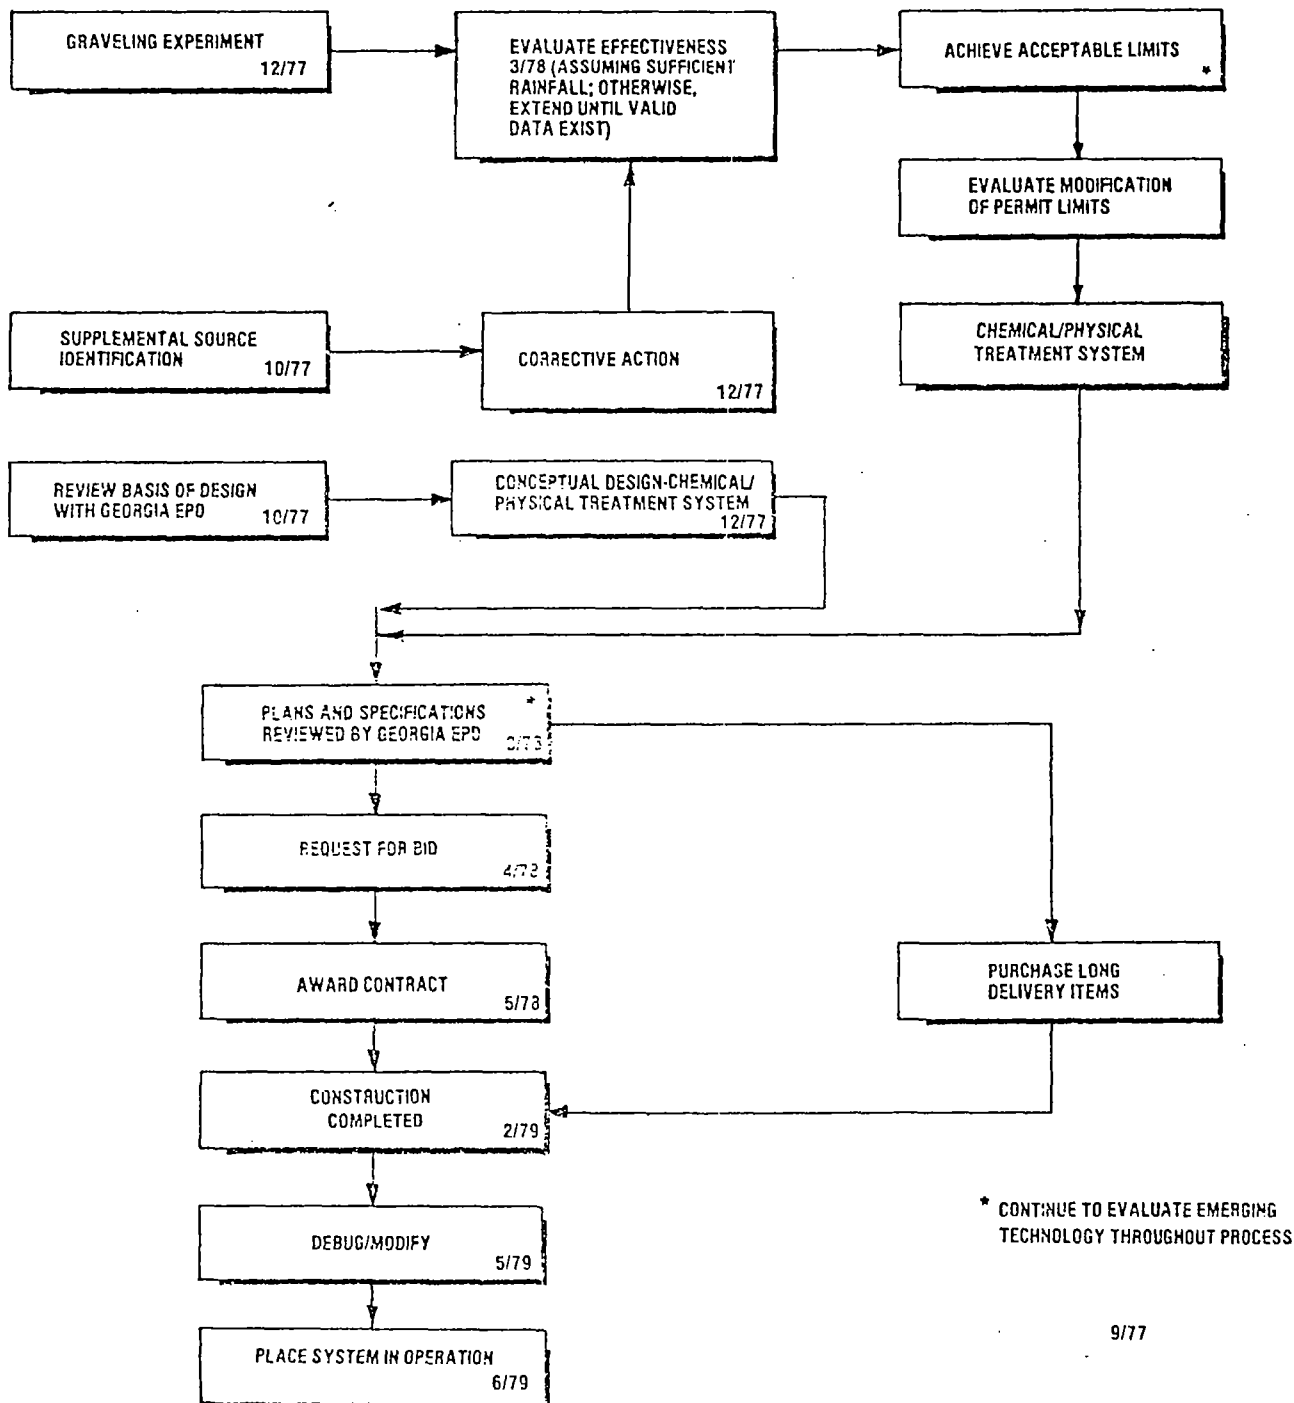 GRAVELING EXPERIMENT
12/77
EVALUATE EFFECTIVENESS
3/78 (ASSUMING SUFFICIENT
RAINFALL; OTHERWISE,
EXTEND UNTIL VALID
DATA EXIST)
ACHIEVE ACCEPTABLE LIMITS
*
EVALUATE MODIFICATION
OF PERMIT LIMITS
SUPPLEMENTAL SOURCE
IDENTIFICATION
10/77
CORRECTIVE ACTION
12/77
CHEMICAL/PHYSICAL
TREATMENT SYSTEM
REVIEW BASIS OF DESIGN
WITH GEORGIA EPD
10/77
CONCEPTUAL DESIGN-CHEMICAL/
PHYSICAL TREATMENT SYSTEM
12/77
*
PLANS AND SPECIFICATIONS
REVIEWED BY GEORGIA EPD
REQUEST FOR BID
4/78
AWARD CONTRACT
5/78
PURCHASE LONG
DELIVERY ITEMS
CONSTRUCTION
COMPLETED
2/79
DEBUG/MODIFY
5/79
PLACE SYSTEM IN OPERATION
6/79
* CONTINUE TO EVALUATE EMERGING
TECHNOLOGY THROUGHOUT PROCESS
9/77